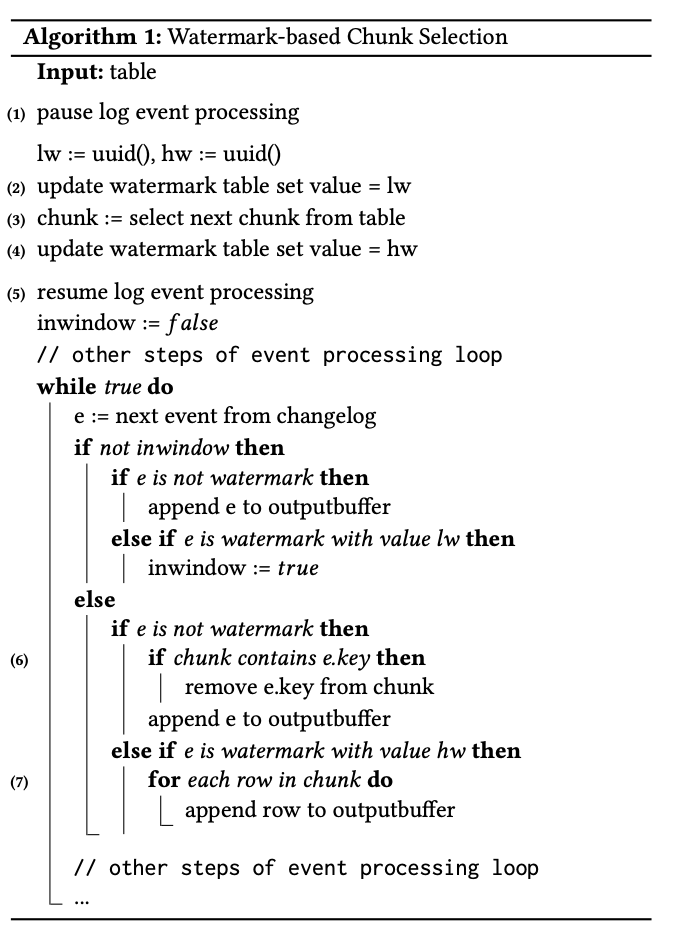 Algorithm 1: Watermark-based Chunk Selection
Input: table
(1) pause log event processing
lw := uuid(), hw := uuid()
(2) update watermark table set value = lw
(3) chunk := select next chunk from table
(4) update watermark table set value = hw
(5) resume log event processing
inwindow := false
// other steps of event processing loop
while true do
e := next event from changelog
if not inwindow then
if e is not watermark then
append e to outputbuffer
else if e is watermark with value lw then
inwindow := true
else
if e is not watermark then
(6) if chunk contains e.key then
remove e.key from chunk
append e to outputbuffer
else if e is watermark with value hw then
(7) for each row in chunk do
append row to outputbuffer
// other steps of event processing loop
...